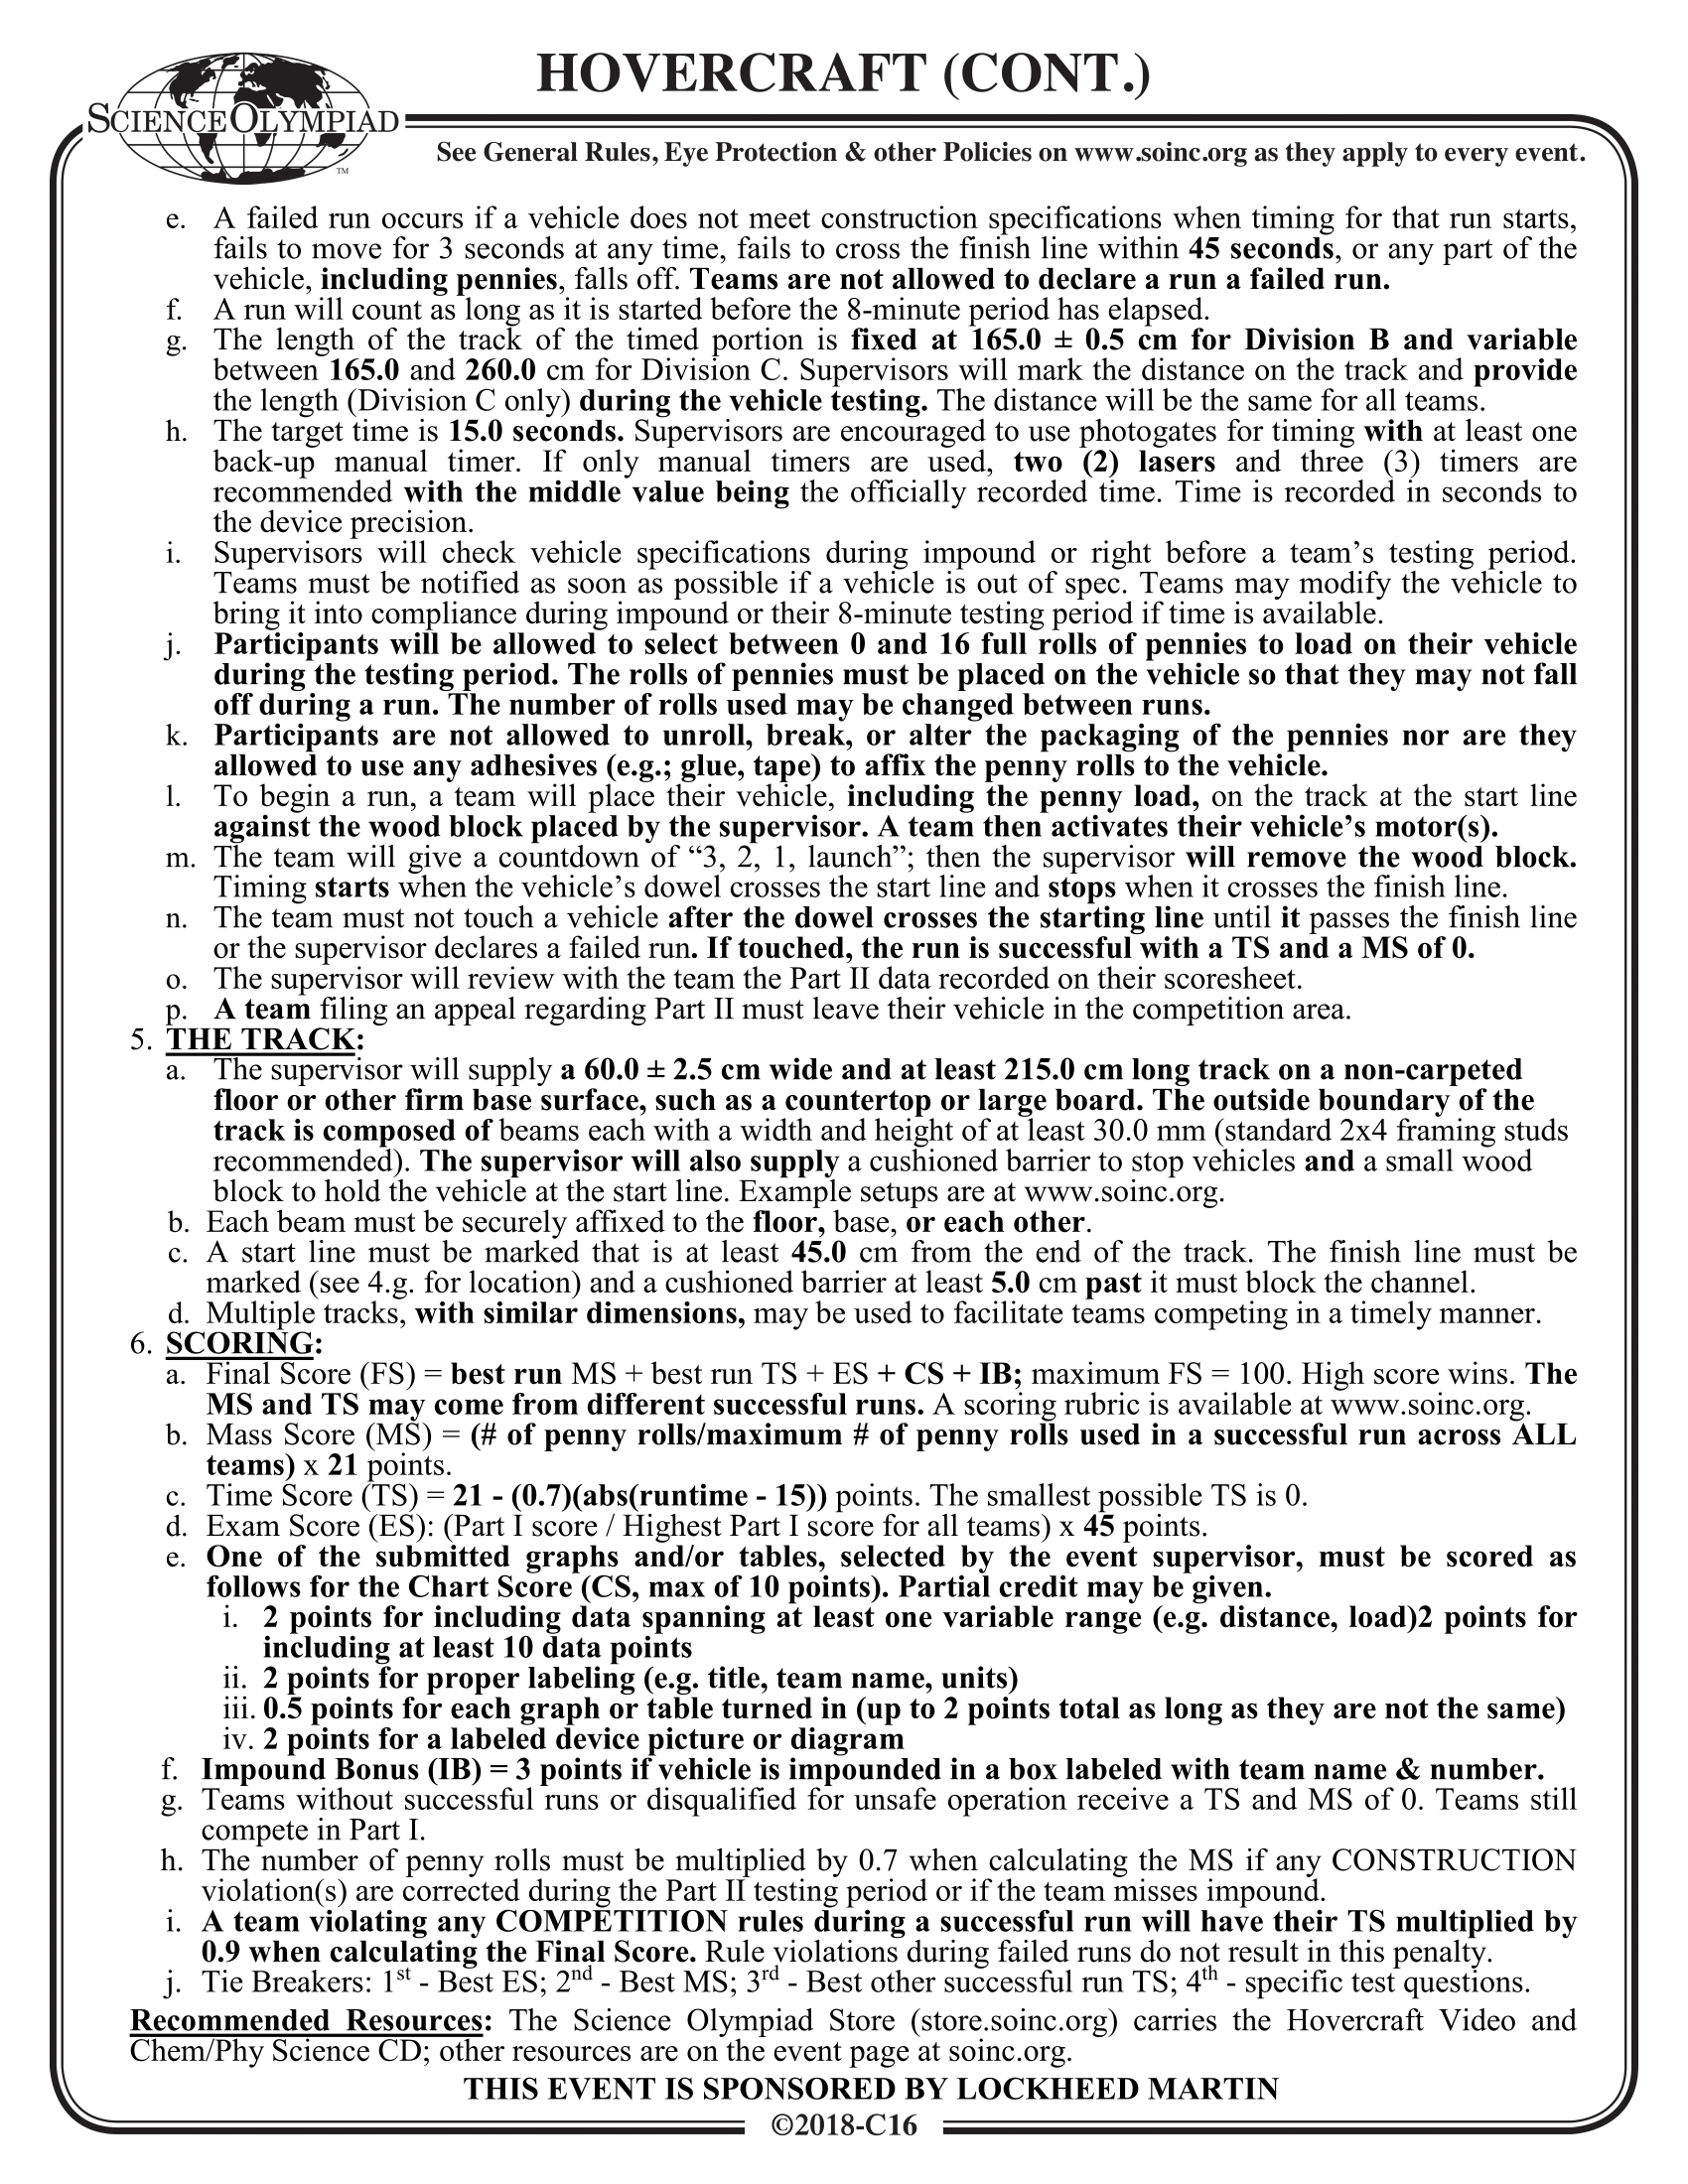 HOVERCRAFT (CONT.)
SCIENCE OLYMPIAD
TM
See General Rules, Eye Protection & other Policies on www.soinc.org as they apply to every event.
e. A failed run occurs if a vehicle does not meet construction specifications when timing for that run starts,
fails to move for 3 seconds at any time, fails to cross the finish line within 45 seconds, or any part of the
vehicle, including pennies, falls off. Teams are not allowed to declare a run a failed run.
f. A run will count as long as it is started before the 8-minute period has elapsed.
g. The length of the track of the timed portion is fixed at 165.0 ± 0.5 cm for Division B and variable
between 165.0 and 260.0 cm for Division C. Supervisors will mark the distance on the track and provide
the length (Division C only) during the vehicle testing. The distance will be the same for all teams.
h. The target time is 15.0 seconds. Supervisors are encouraged to use photogates for timing with at least one
back-up manual timer. If only manual timers are used, two (2) lasers and three (3) timers are
recommended with the middle value being the officially recorded time. Time is recorded in seconds to
the device precision.
i. Supervisors will check vehicle specifications during impound or right before a team's testing period.
Teams must be notified as soon as possible if a vehicle is out of spec. Teams may modify the vehicle to
bring it into compliance during impound or their 8-minute testing period if time is available.
j. Participants will be allowed to select between 0 and 16 full rolls of pennies to load on their vehicle
during the testing period. The rolls of pennies must be placed on the vehicle so that they may not fall
off during a run. The number of rolls used may be changed between runs.
k. Participants are not allowed to unroll, break, or alter the packaging of the pennies nor are they
allowed to use any adhesives (e.g.; glue, tape) to affix the penny rolls to the vehicle.
l. To begin a run, a team will place their vehicle, including the penny load, on the track at the start line
against the wood block placed by the supervisor. A team then activates their vehicle's motor(s).
m. The team will give a countdown of "3, 2, 1, launch"; then the supervisor will remove the wood block.
Timing starts when the vehicle's dowel crosses the start line and stops when it crosses the finish line.
n. The team must not touch a vehicle after the dowel crosses the starting line until it passes the finish line
or the supervisor declares a failed run. If touched, the run is successful with a TS and a MS of 0.
o. The supervisor will review with the team the Part II data recorded on their scoresheet.
p. A team filing an appeal regarding Part II must leave their vehicle in the competition area.
5. THE TRACK:
a. The supervisor will supply a 60.0 ± 2.5 cm wide and at least 215.0 cm long track on a non-carpeted
floor or other firm base surface, such as a countertop or large board. The outside boundary of the
track is composed of beams each with a width and height of at least 30.0 mm (standard 2x4 framing studs
recommended). The supervisor will also supply a cushioned barrier to stop vehicles and a small wood
block to hold the vehicle at the start line. Example setups are at www.soinc.org.
b. Each beam must be securely affixed to the floor, base, or each other.
c. A start line must be marked that is at least 45.0 cm from the end of the track. The finish line must be
marked (see 4.g. for location) and a cushioned barrier at least 5.0 cm past it must block the channel.
d. Multiple tracks, with similar dimensions, may be used to facilitate teams competing in a timely manner.
6. SCORING:
a. Final Score (FS) = best run MS + best run TS + ES + CS + IB; maximum FS = 100. High score wins. The
MS and TS may come from different successful runs. A scoring rubric is available at www.soinc.org.
b. Mass Score (MS) = (# of penny rolls/maximum # of penny rolls used in a successful run across ALL
teams) x 21 points.
c. Time Score (TS) = 21 - (0.7)(abs(runtime - 15)) points. The smallest possible TS is 0.
d. Exam Score (ES): (Part I score / Highest Part I score for all teams) x 45 points.
e. One of the submitted graphs and/or tables, selected by the event supervisor, must be scored as
follows for the Chart Score (CS, max of 10 points). Partial credit may be given.
i. 2 points for including data spanning at least one variable range (e.g. distance, load)2 points for
including at least 10 data points
ii. 2 points for proper labeling (e.g. title, team name, units)
iii. 0.5 points for each graph or table turned in (up to 2 points total as long as they are not the same)
iv. 2 points for a labeled device picture or diagram
f. Impound Bonus (IB) = 3 points if vehicle is impounded in a box labeled with team name & number.
g. Teams without successful runs or disqualified for unsafe operation receive a TS and MS of 0. Teams still
compete in Part I.
h. The number of penny rolls must be multiplied by 0.7 when calculating the MS if any CONSTRUCTION
violation(s) are corrected during the Part II testing period or if the team misses impound.
i. A team violating any COMPETITION rules during a successful run will have their TS multiplied by
0.9 when calculating the Final Score. Rule violations during failed runs do not result in this penalty.
j. Tie Breakers: 1st - Best ES; 2nd - Best MS; 3rd - Best other successful run TS; 4th - specific test questions.
Recommended Resources: The Science Olympiad Store (store.soinc.org) carries the Hovercraft Video and
Chem/Phy Science CD; other resources are on the event page at soinc.org.
THIS EVENT IS SPONSORED BY LOCKHEED MARTIN
©2018-C16